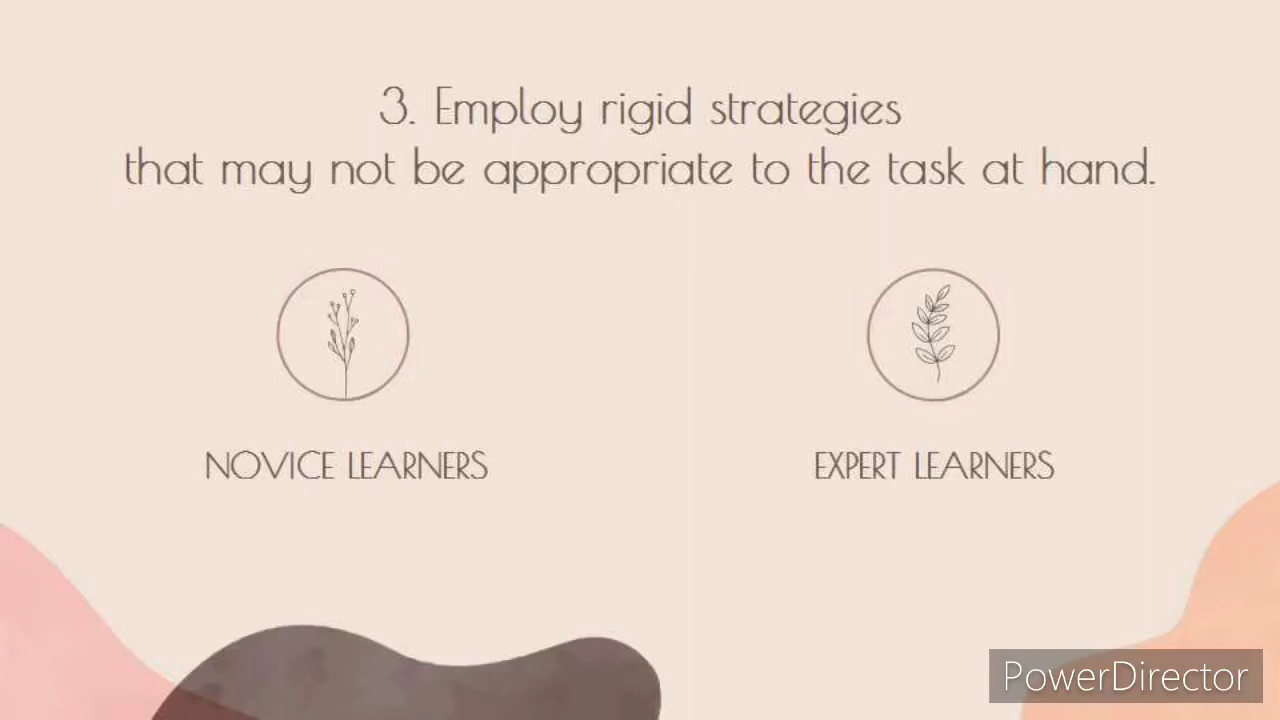 3. Employ rigid strategies
that may not be appropriate to the task at hand.
NOVICE LEARNERS
EXPERT LEARNERS
PowerDirector